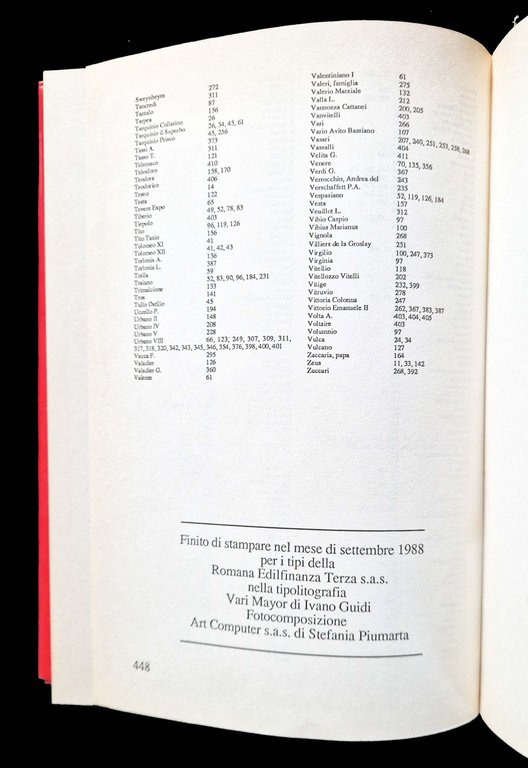 Sweynheym 272
Tancredi 311
Tantalo 87
Tarpea 156
Tarquinio Collatino 26
Tarquinio il Superbo 26, 34, 45, 61
Tarquinio Prisco 45, 256
Tassi A. 373
Tasso T. 311
Telemaco 121
Telesforo 410
Teodora 158, 170
Teodorico 406
Teseo 14
Testa 122
Tevere Expo 65
Tiberio 49, 52, 78, 83
Tiepolo 403
Tito 96, 119, 126
Tito Tazio 156
Tolomeo XI 41
Tolomeo XII 41, 42, 43
Torlonia A. 136
Torlonia L. 387
Totila 59
Traiano 52, 83, 90, 96, 184, 231
Trimalcione 133
Tros 141
Tullo Ostilio 45
Uccello P. 194
Urbano II 148
Urbano IV 208
Urbano V 228
Urbano VIII 66, 123, 249, 307, 309, 311,
317, 318, 320, 342, 343, 345, 346, 354, 376, 398, 400, 401
Vacca F. 295
Valadier 126
Valadier G. 360
Valente 61
Valentiniano I 61
Valeri, famiglia 275
Valerio Marziale 132
Valla L. 212
Vannozza Cattanei 200, 205
Vanvitelli 403
Vari 266
Vario Avito Bassiano 107
Vasari 207, 240, 251, 253, 258, 268
Vassalli 404
Velita G. 411
Venere 70, 135, 356
Verdi G. 367
Verrocchio, Andrea del 243
Verschaffett P.A. 235
Vespasiano 52, 119, 126, 184
Vesta 157
Veuillot L. 312
Vibio Caspio 97
Vibius Marianus 100
Vignola 268
Villiers de la Groslay 251
Virgilio 100, 247, 373
Virginia 97
Vitellio 118
Vitellozzo Vitelli 202
Vitige 232, 399
Vitruvio 278
Vittoria Colonna 247
Vittorio Emanuele II 262, 367, 383, 387
Volta A. 403, 404, 405
Voltaire 403
Volumnio 97
Vulca 24, 34
Vulcano 127
Zaccaria, papa 164
Zeus 11, 33, 142
Zuccari 268, 392
Finito di stampare nel mese di settembre 1988
per i tipi della
Romana Edilfinanza Terza s.a.s.
nella tipolitografia
Vari Mayor di Ivano Guidi
Fotocomposizione
Art Computer s.a.s. di Stefania Piumarta
448